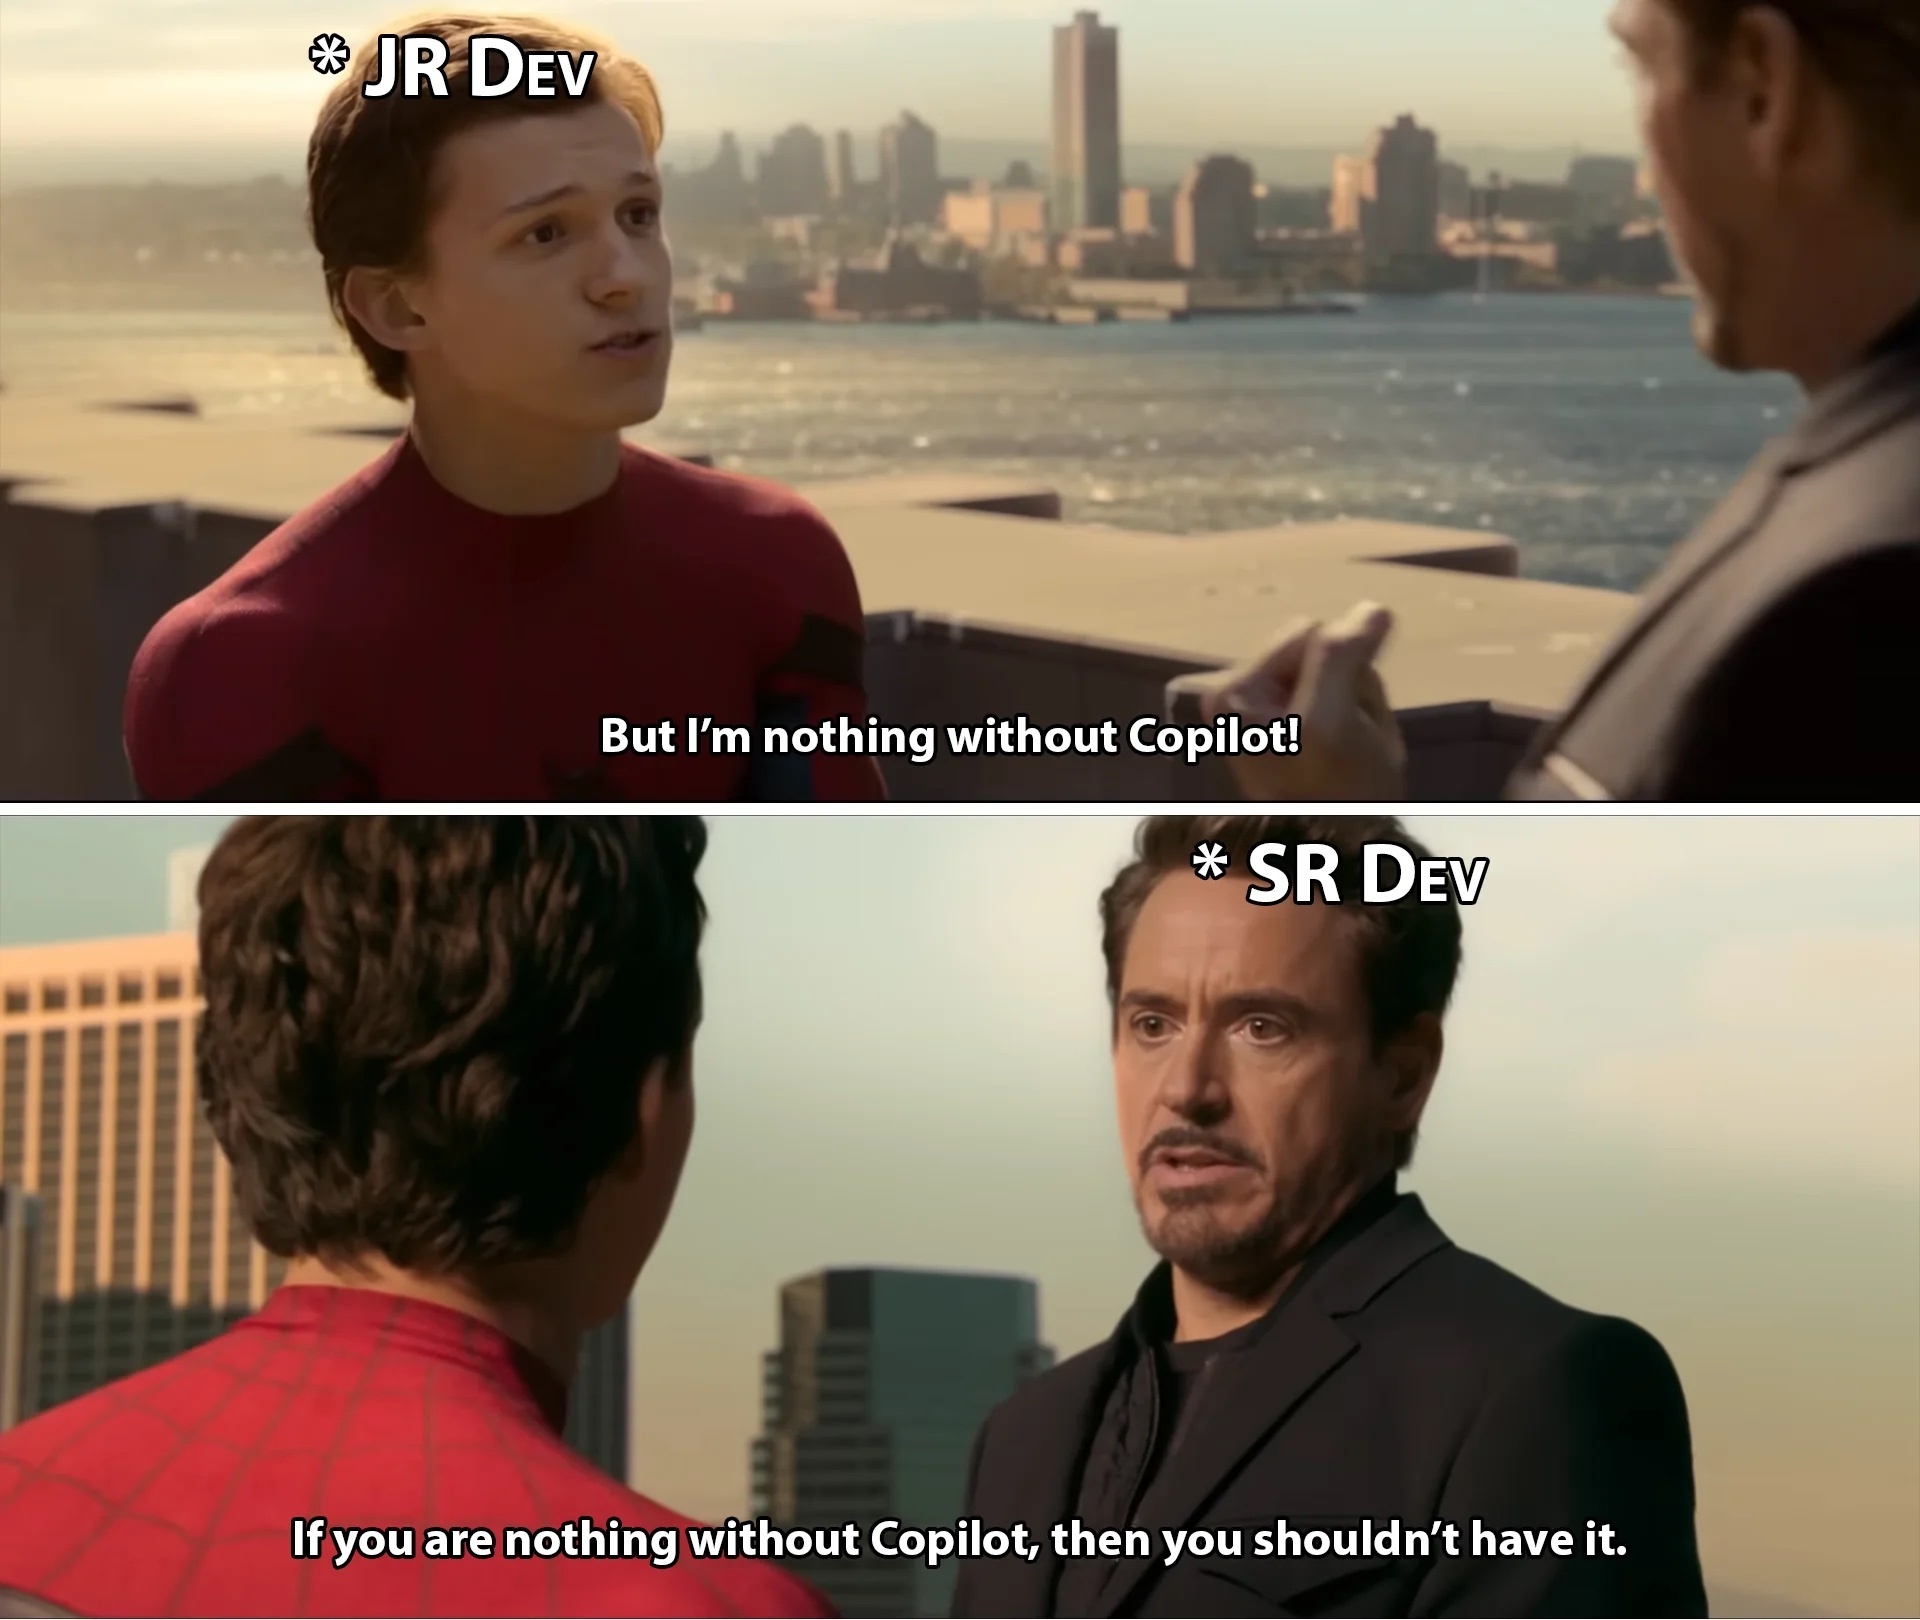 * JR DEV
But I’m nothing without Copilot!
* SR DEV
If you are nothing without Copilot, then you shouldn’t have it.